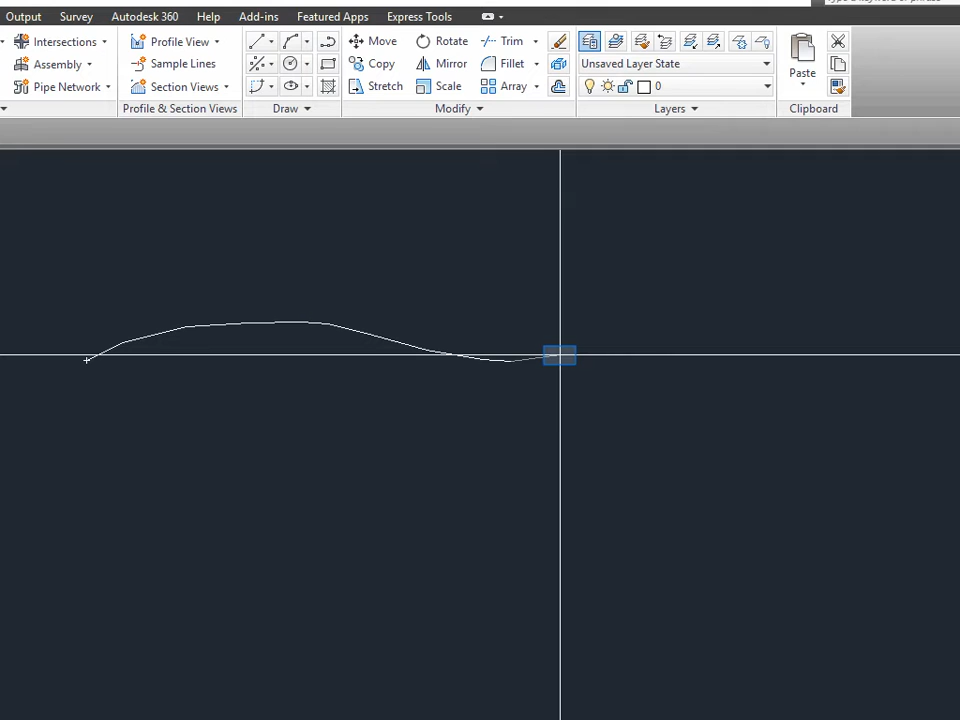 Output Survey Autodesk 360 Help Add-ins Featured Apps Express Tools
Intersections Profile View Move Rotate Trim
Assembly Sample Lines Copy Mirror Fillet Unsaved Layer State Paste
Pipe Network Section Views Stretch Scale Array 0
Profile & Section Views Draw Modify Layers Clipboard